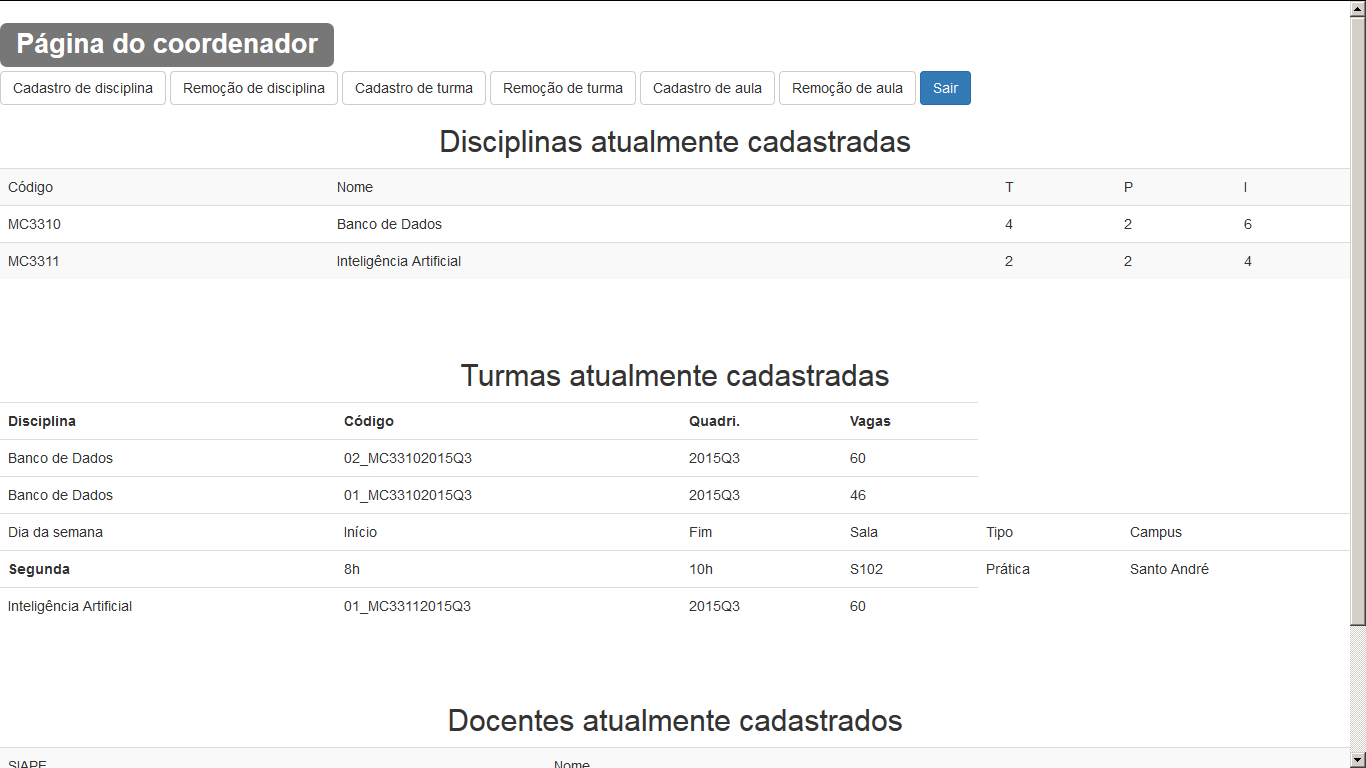 Página do coordenador
Cadastro de disciplina Remoção de disciplina Cadastro de turma Remoção de turma Cadastro de aula Remoção de aula Sair
Disciplinas atualmente cadastradas
Código Nome T P I
MC3310 Banco de Dados 4 2 6
MC3311 Inteligência Artificial 2 2 4
Turmas atualmente cadastradas
Disciplina Código Quadri. Vagas
Banco de Dados 02_MC33102015Q3 2015Q3 60
Banco de Dados 01_MC33102015Q3 2015Q3 46
Dia da semana Início Fim Sala Tipo Campus
Segunda 8h 10h S102 Prática Santo André
Inteligência Artificial 01_MC33112015Q3 2015Q3 60
Docentes atualmente cadastrados
SIAPE Nome